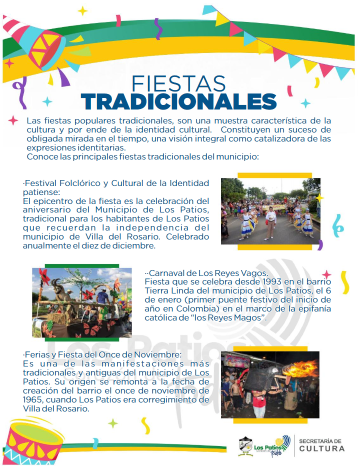 FIESTAS
TRADICIONALES
Las fiestas populares tradicionales, son una muestra característica de la
cultura y por ende de la identidad cultural. Constituyen un suceso de
obligada mirada en el tiempo, una visión integral como catalizadora de las
expresiones identitarias.
Conoce las principales fiestas tradicionales del municipio:
·Festival Folclórico y Cultural de la Identidad
patiense:
El epicentro de la fiesta es la celebración del
aniversario del Municipio de Los Patios,
tradicional para los habitantes de Los Patios
que recuerdan la independencia del
municipio de Villa del Rosario. Celebrado
anualmente el diez de diciembre.
··Carnaval de Los Reyes Vagos.
Fiesta que se celebra desde 1993 en el barrio
Tierra Linda del municipio de Los Patios, el 6
de enero (primer puente festivo del inicio de
año en Colombia) en el marco de la epifanía
católica de "los Reyes Magos".
·Ferias y Fiesta del Once de Noviembre:
Es una de las manifestaciones más
tradicionales y antiguas del municipio de Los
Patios. Su origen se remonta a la fecha de
creación del barrio el once de noviembre de
1965, cuando Los Patios era corregimiento de
Villa del Rosario.
Los Patios
SECRETARÍA DE
CULTURA